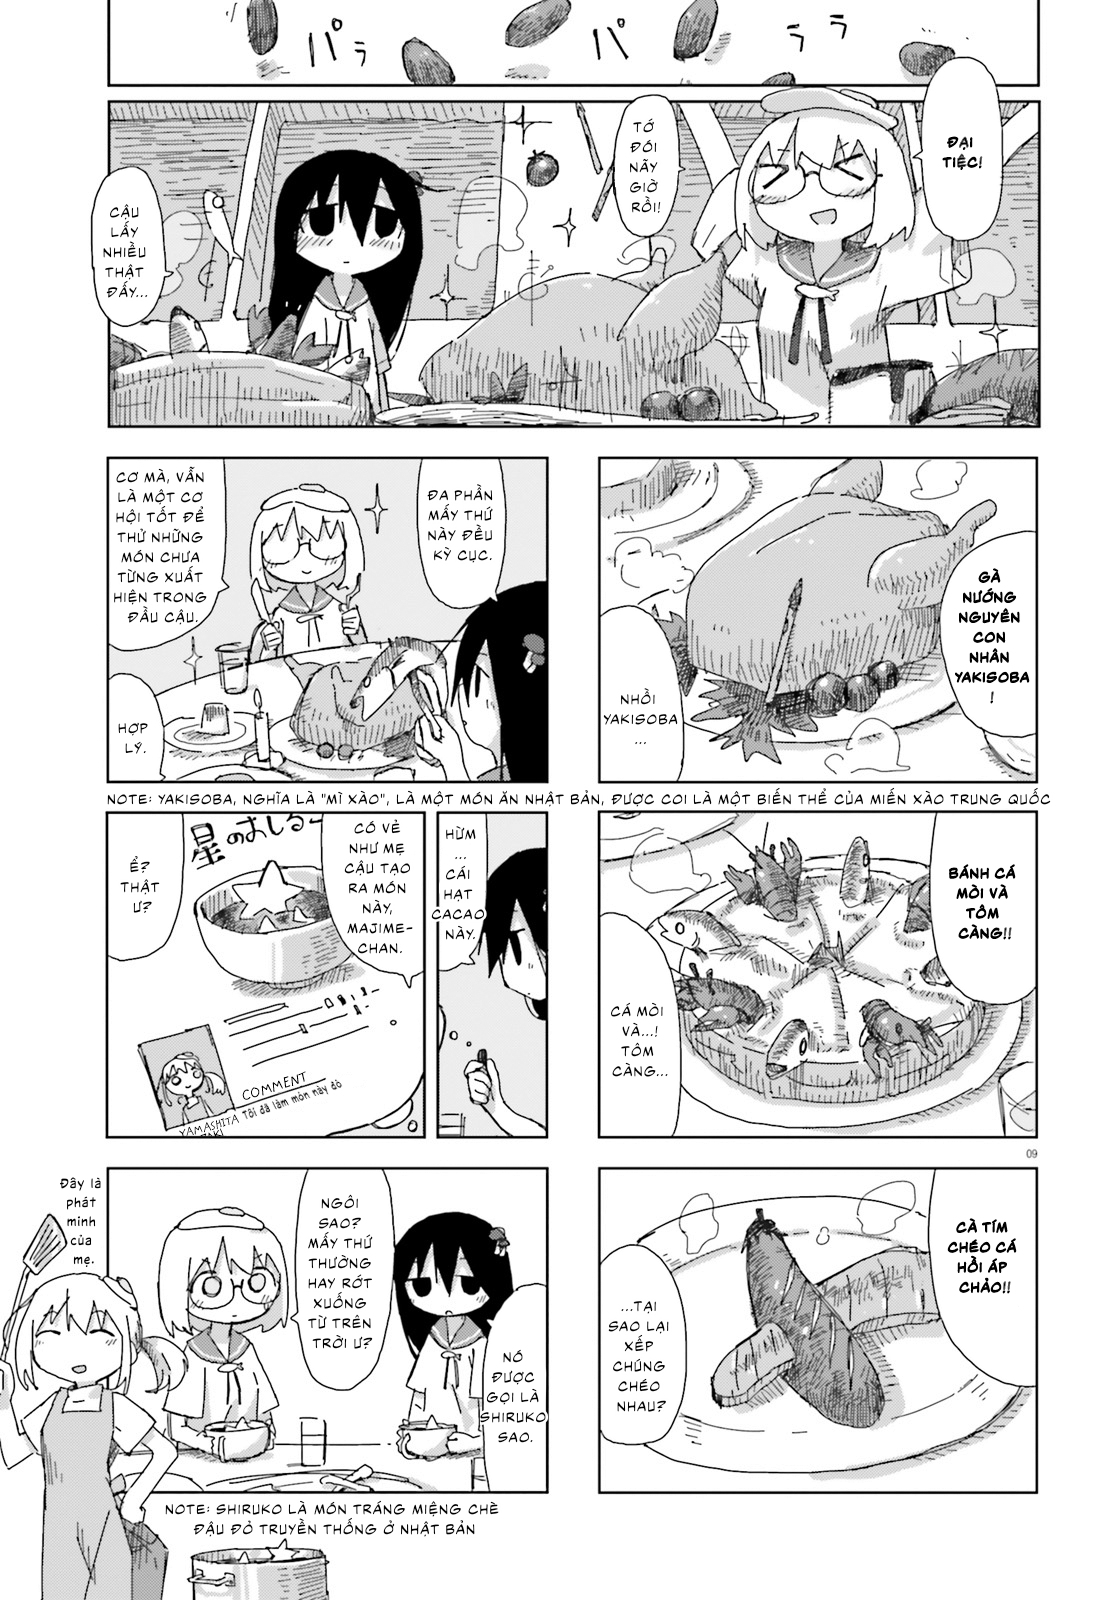 パラ
パ
ララ
ĐẠI
TIỆC!
TỚ
ĐÓI
NÃY
GIỜ
RỒI!
CẬU
LẤY
NHIỀU
THẬT
ĐẤY...
GÀ
NƯỚNG
NGUYÊN
CON
NHÂN
YAKISOBA
!
NHỒI
YAKISOBA
...
ĐA PHẦN
MẤY THỨ
NÀY ĐỀU
KỲ CỤC.
CƠ MÀ, VẪN
LÀ MỘT CƠ
HỘI TỐT ĐỂ
THỬ NHỮNG
MÓN CHƯA
TỪNG XUẤT
HIỆN TRONG
ĐẦU CẬU.
HỢP
LÝ.
NOTE: YAKISOBA, NGHĨA LÀ "MÌ XÀO", LÀ MỘT MÓN ĂN NHẬT BẢN, ĐƯỢC COI LÀ MỘT BIẾN THỂ CỦA MIẾN XÀO TRUNG QUỐC
BÁNH CÁ
MÒI VÀ
TÔM
CÀNG!!
CÁ MÒI
VÀ...!
TÔM
CÀNG...
HỪM
...
CÁI
HẠT
CACAO
NÀY.
CÓ VẺ
NHƯ MẸ
CẬU TẠO
RA MÓN
NÀY,
MAJIME-
CHAN.
Ể?
THẬT
Ư?
星のおしるこ
COMMENT
Tôi đã làm món này đó
YAMASHITA
09
CÀ TÍM
CHÉO CÁ
HỒI ÁP
CHẢO!!
...TẠI
SAO LẠI
XẾP
CHÚNG
CHÉO
NHAU?
NGÔI
SAO?
MẤY THỨ
THƯỜNG
HAY RỚT
XUỐNG
TỪ TRÊN
TRỜI Ư?
NÓ
ĐƯỢC
GỌI LÀ
SHIRUKO
SAO.
Đây là
phát
minh
của
mẹ.
NOTE: SHIRUKO LÀ MÓN TRÁNG MIỆNG CHÈ
ĐẬU ĐỎ TRUYỀN THỐNG Ở NHẬT BẢN